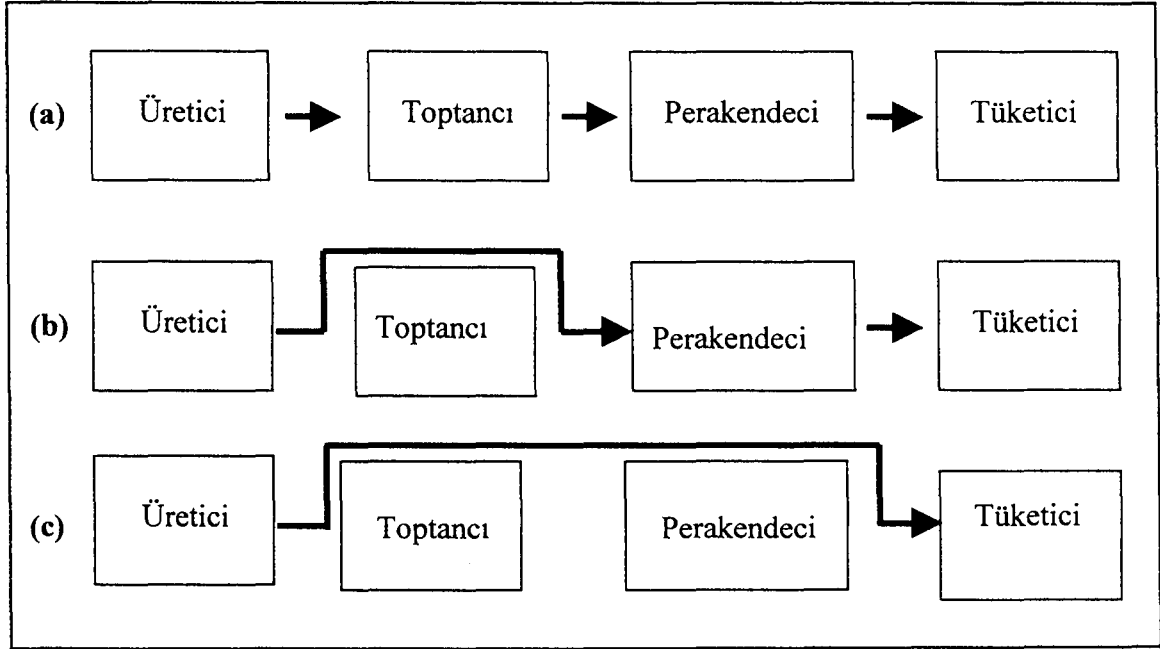 (a) Üretici Toptancı Perakendeci Tüketici
(b) Üretici Toptancı Perakendeci Tüketici
(c) Üretici Toptancı Perakendeci Tüketici